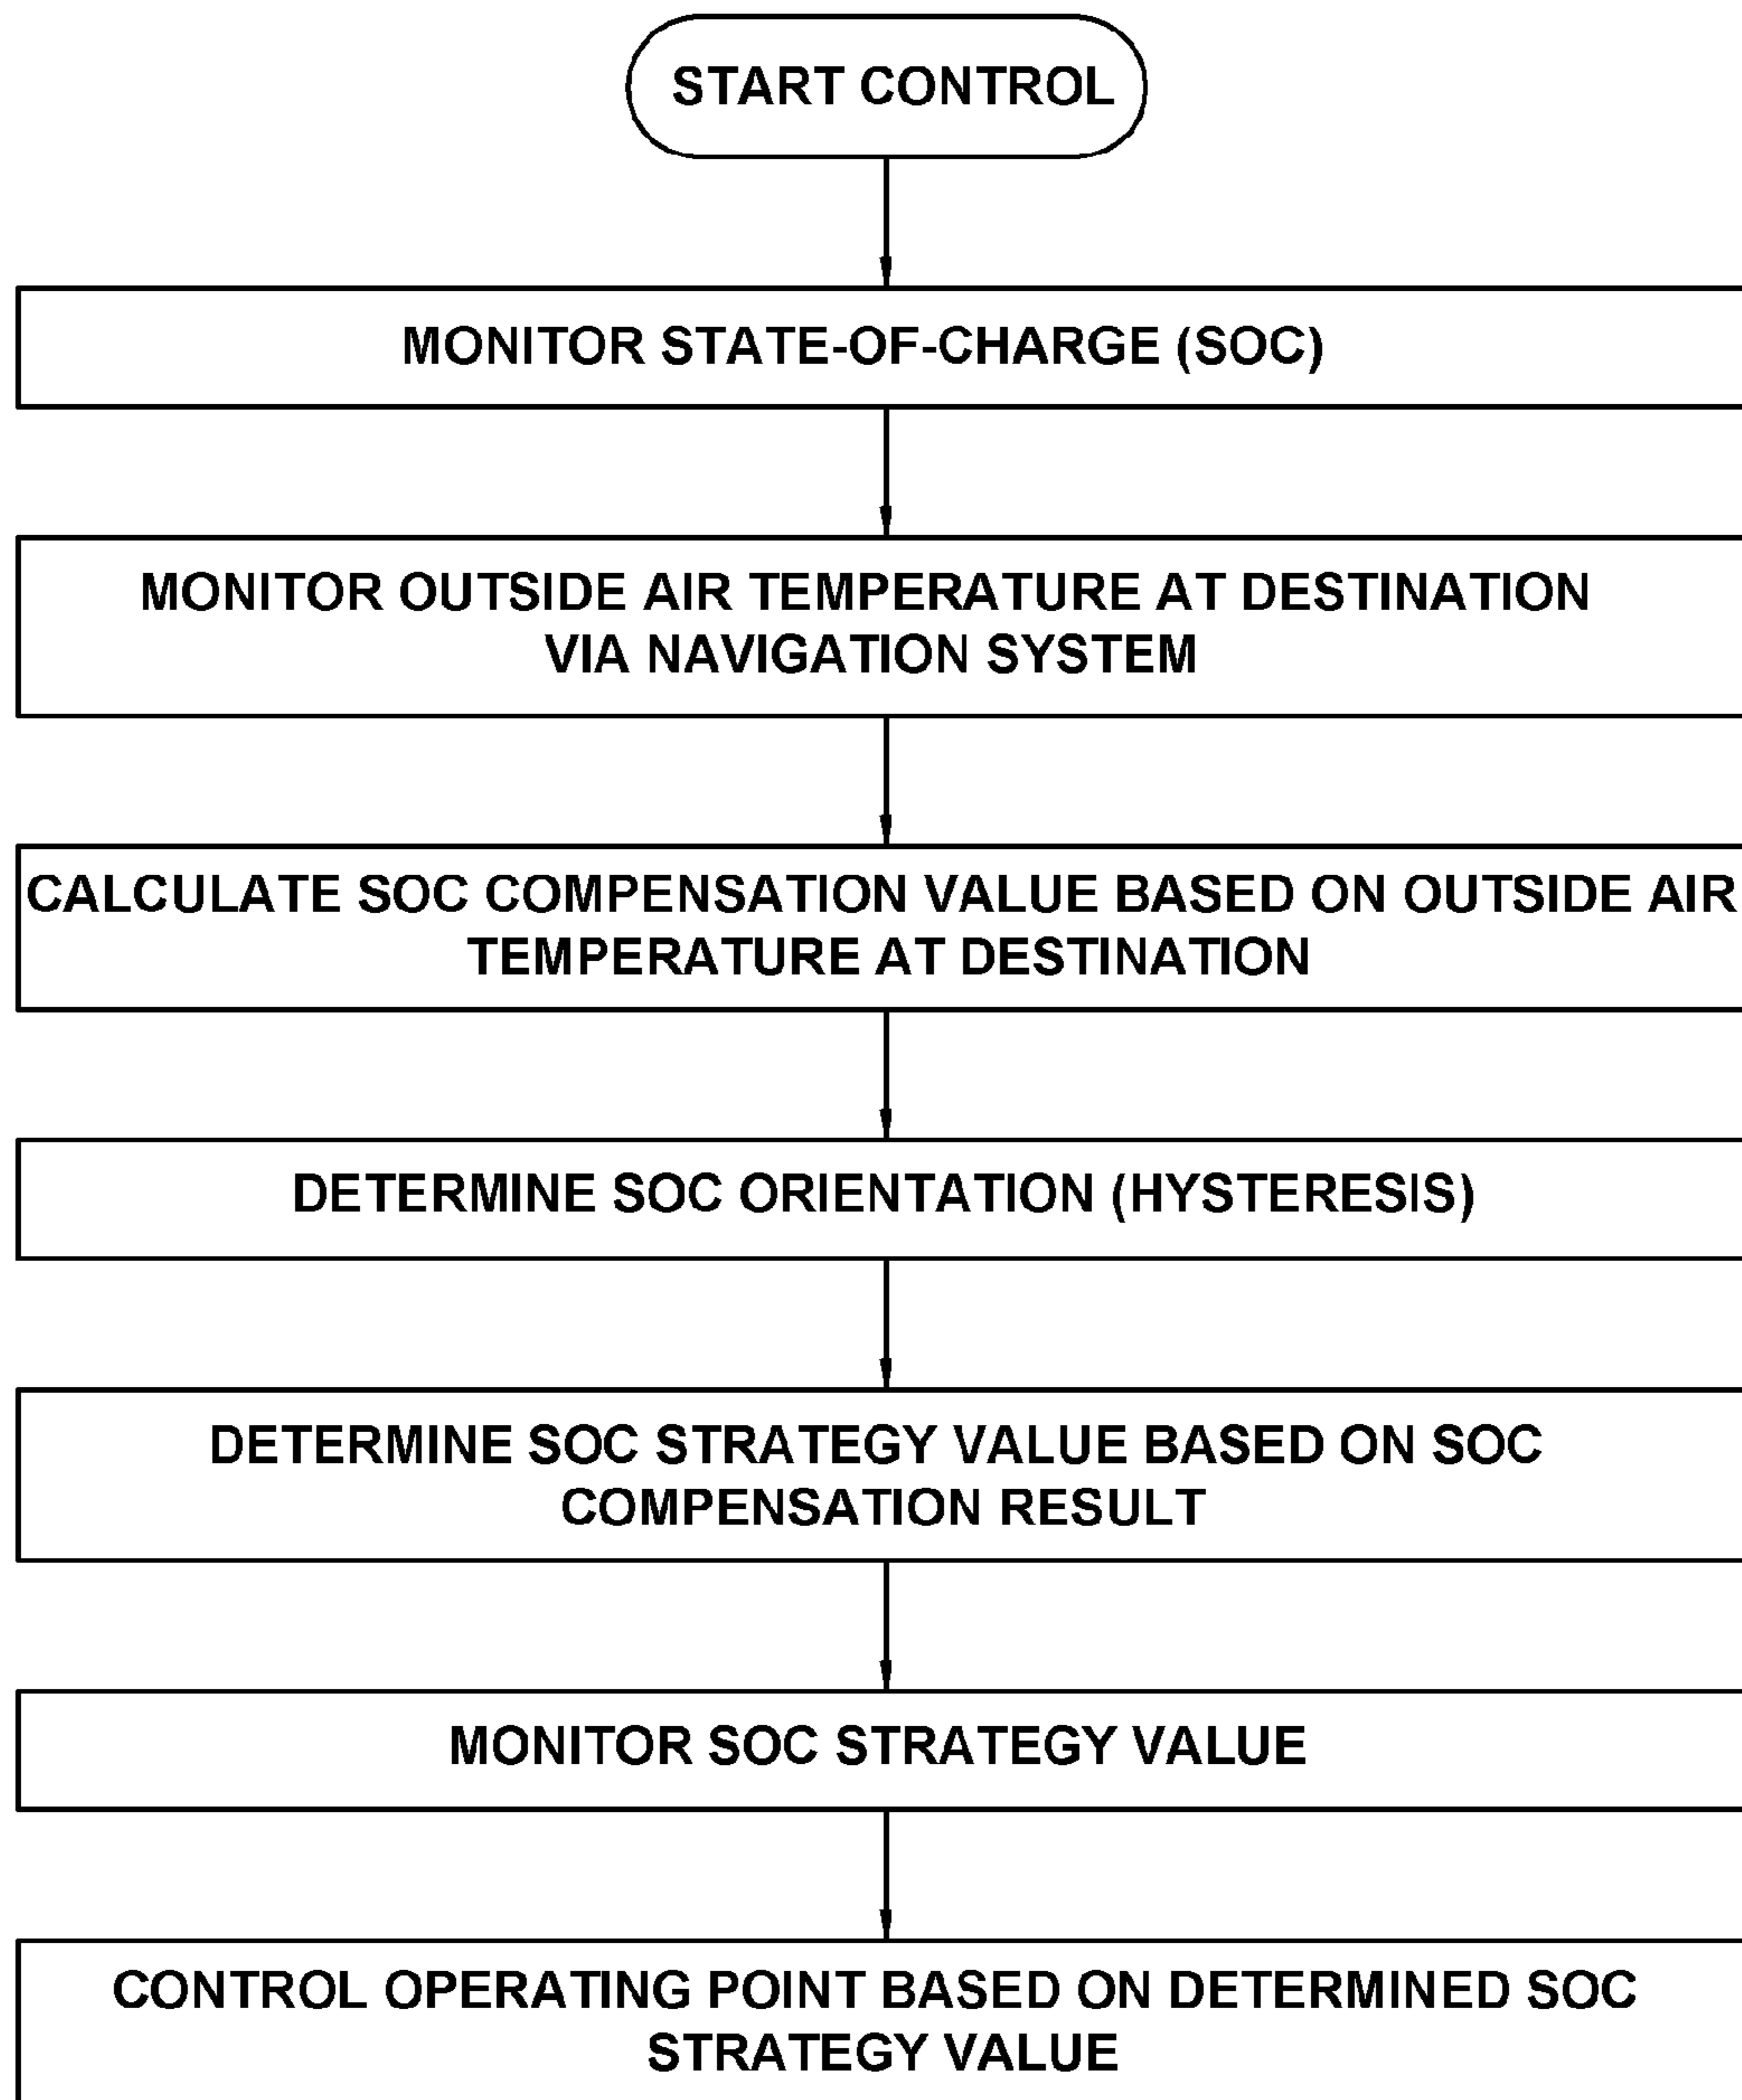 START CONTROL
MONITOR STATE-OF-CHARGE (SOC)
MONITOR OUTSIDE AIR TEMPERATURE AT DESTINATION
VIA NAVIGATION SYSTEM
CALCULATE SOC COMPENSATION VALUE BASED ON OUTSIDE AIR
TEMPERATURE AT DESTINATION
DETERMINE SOC ORIENTATION (HYSTERESIS)
DETERMINE SOC STRATEGY VALUE BASED ON SOC
COMPENSATION RESULT
MONITOR SOC STRATEGY VALUE
CONTROL OPERATING POINT BASED ON DETERMINED SOC
STRATEGY VALUE